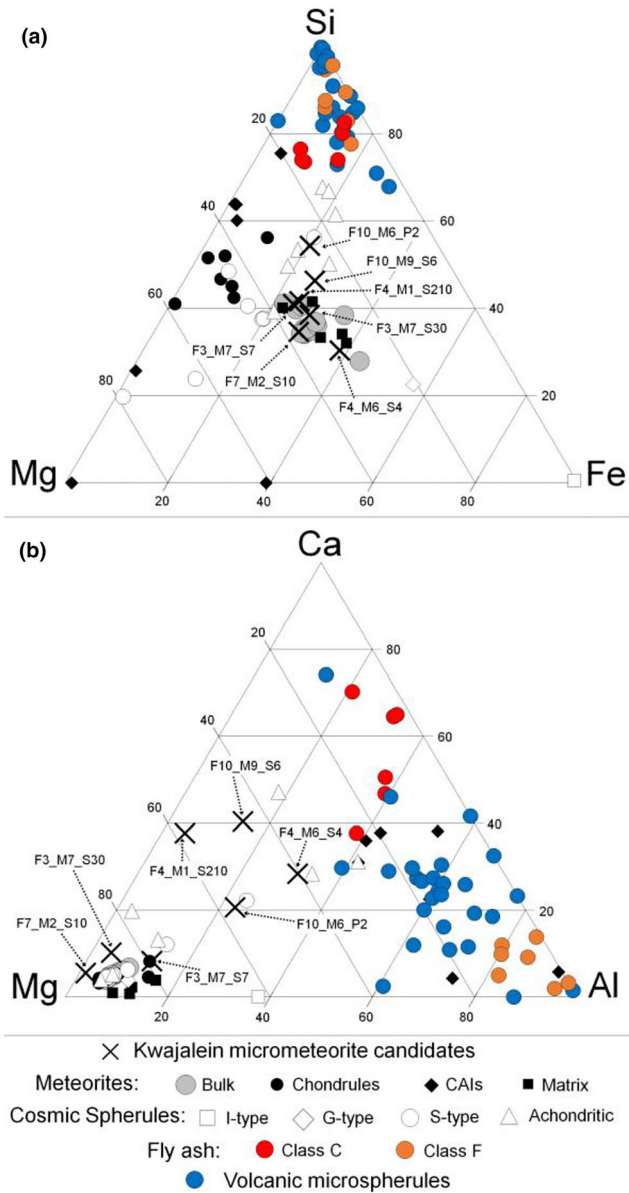 (a)
Si
20 80
40 60
F10_M6_P2
F10_M9_S6
F4_M1_S210
60 40
F3_M7_S30
F3_M7_S7
F7_M2_S10
80 20
F4_M6_S4
Mg Fe
20 40 60 80
(b)
Ca
20 80
40 60
F10_M9_S6
60 40
F4_M6_S4
F3_M7_S30
F4_M1_S210
80 20
F7_M2_S10
F10_M6_P2
F3_M7_S7
Mg Al
20 40 60 80
Kwajalein micrometeorite candidates
Meteorites: Bulk Chondrules CAIs Matrix
Cosmic Spherules: I-type G-type S-type Achondritic
Fly ash: Class C Class F
Volcanic microspherules